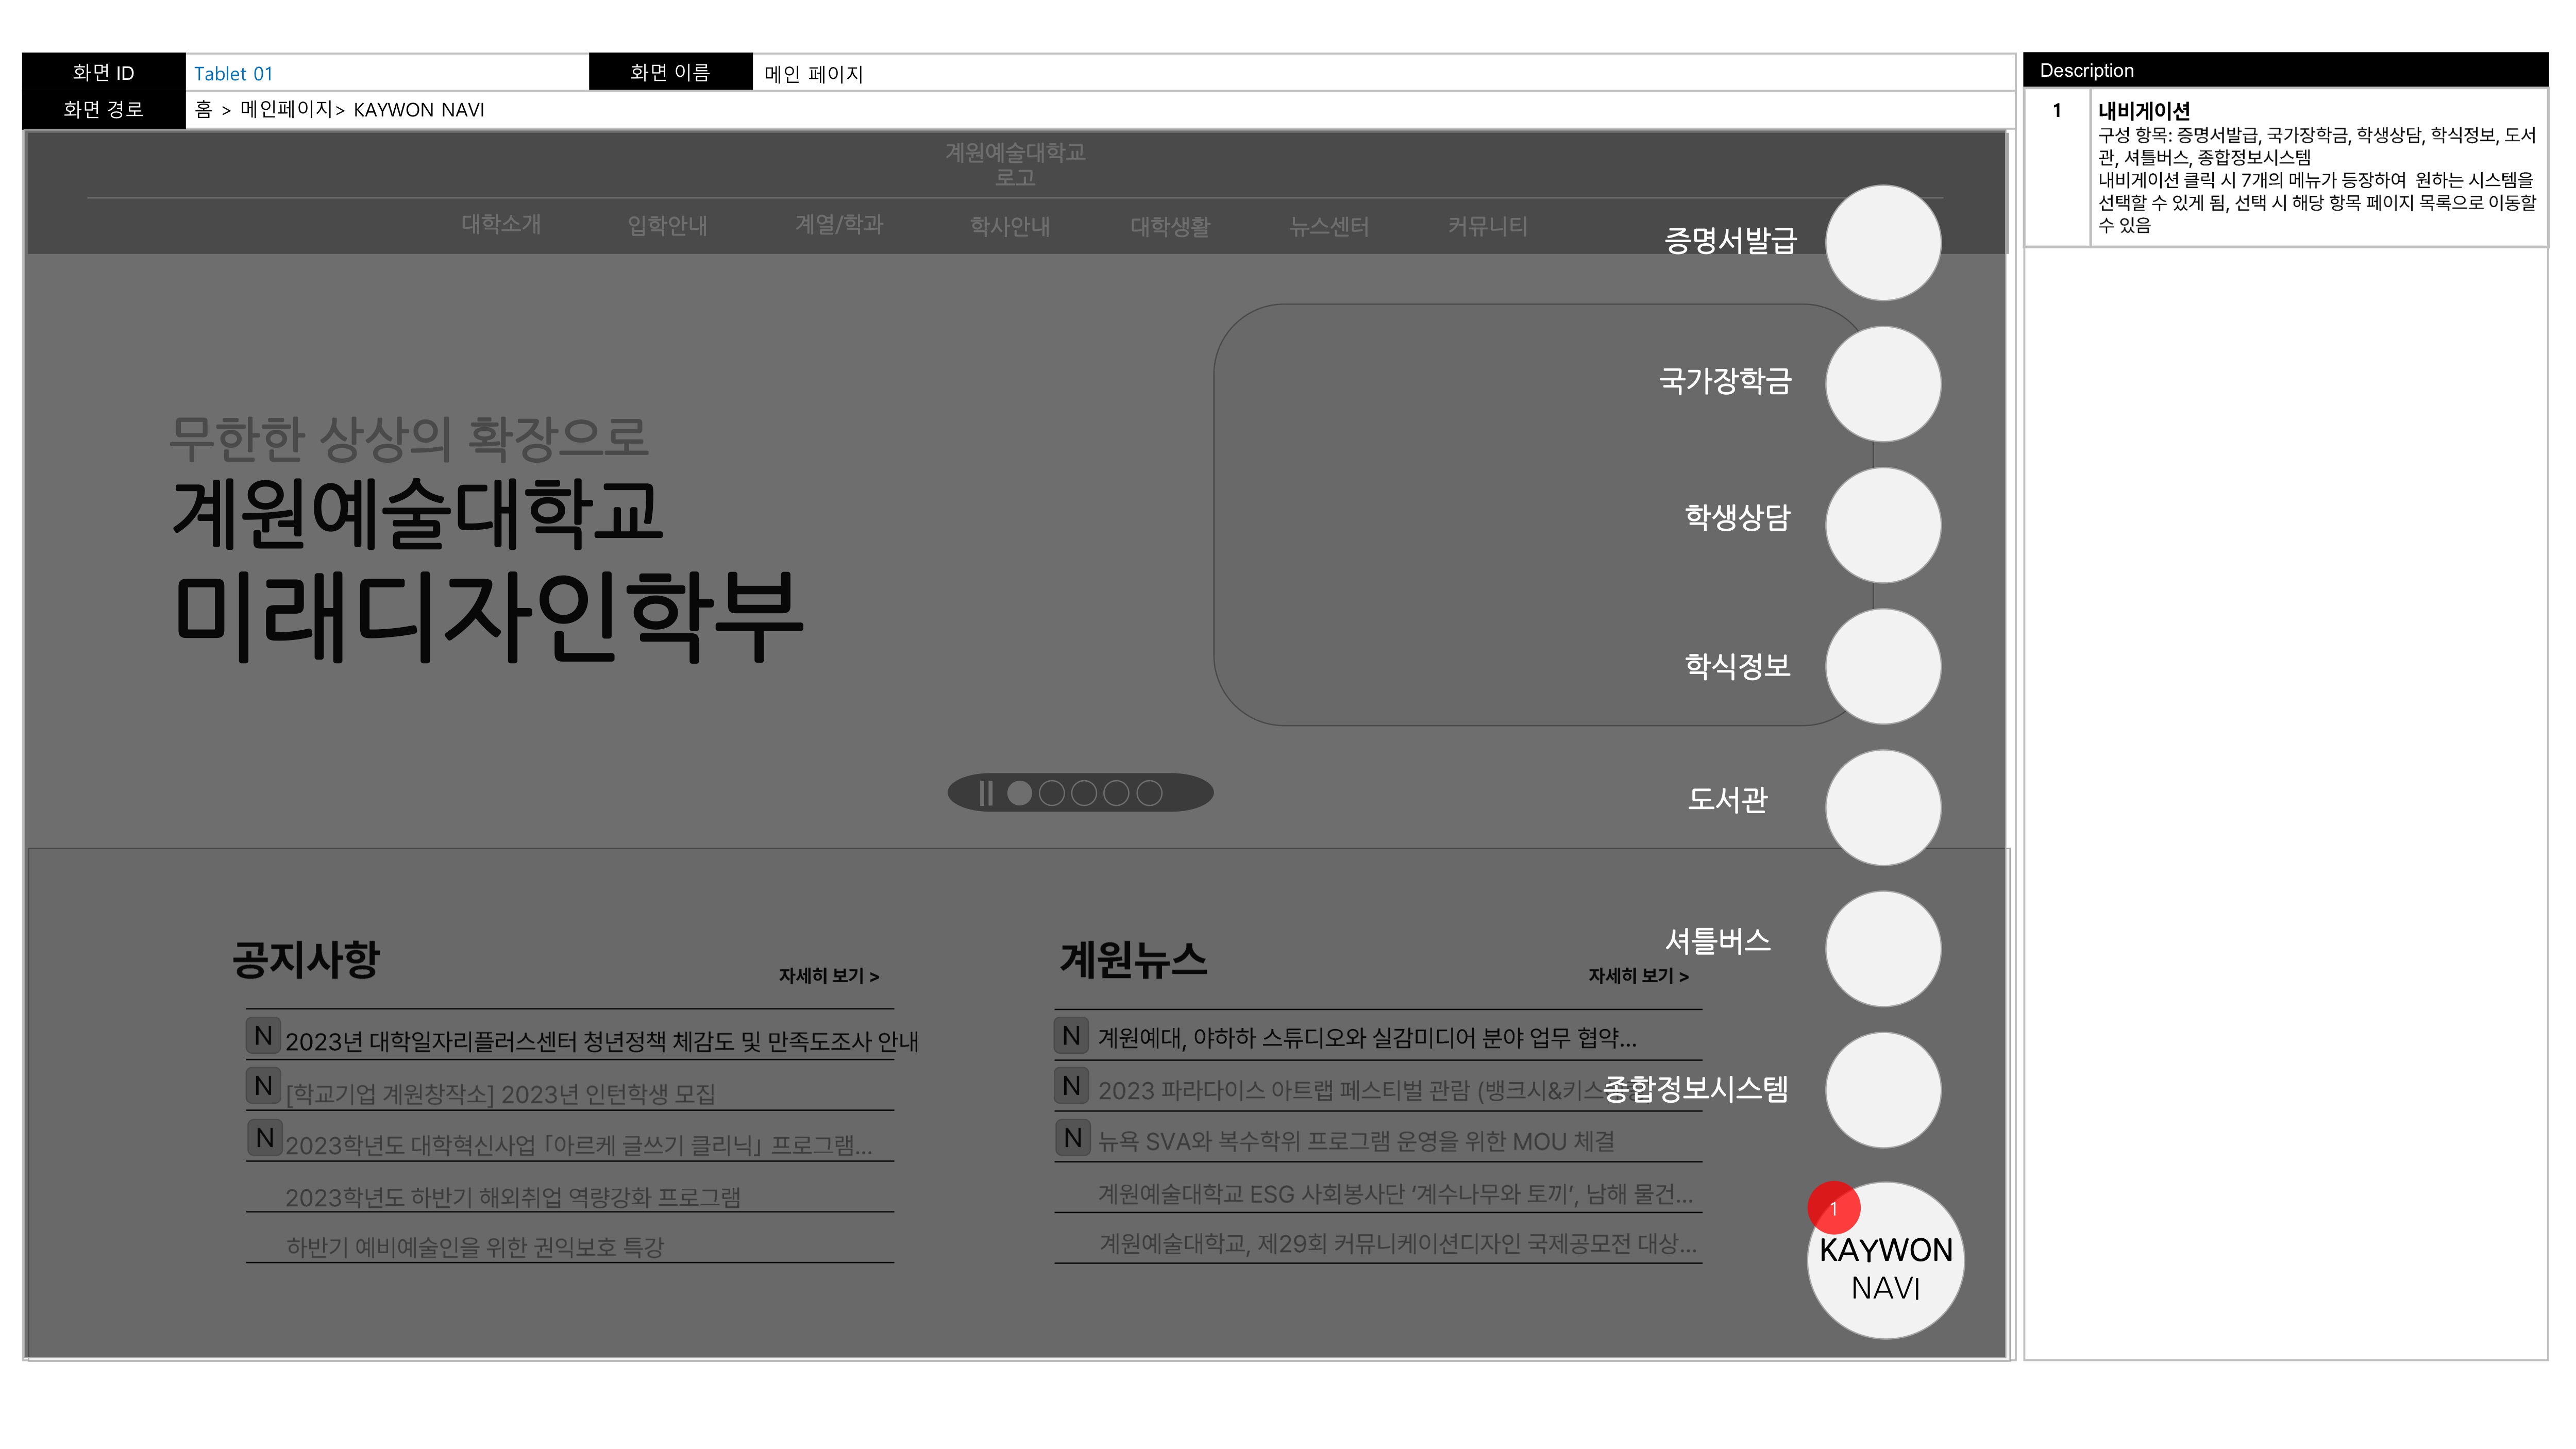 화면 ID
Tablet 01
화면 이름
메인 페이지
화면 경로
홈 > 메인페이지> KAYWON NAVI
계원예술대학교
로고
대학소개
입학안내
계열/학과
학사안내
대학생활
뉴스센터
커뮤니티
무한한 상상의 확장으로
계원예술대학교
미래디자인학부
증명서발급
국가장학금
학생상담
학식정보
도서관
셔틀버스
종합정보시스템
1
KAYWON
NAVI
공지사항
자세히 보기 >
N 2023년 대학일자리플러스센터 청년정책 체감도 및 만족도조사 안내
N [학교기업 계원창작소] 2023년 인턴학생 모집
N 2023학년도 대학혁신사업 「아르케 글쓰기 클리닉」 프로그램...
2023학년도 하반기 해외취업 역량강화 프로그램
하반기 예비예술인을 위한 권익보호 특강
계원뉴스
자세히 보기 >
N 계원예대, 야하하 스튜디오와 실감미디어 분야 업무 협약...
N 2023 파라다이스 아트랩 페스티벌 관람 (뱅크시&키스
N 뉴욕 SVA와 복수학위 프로그램 운영을 위한 MOU 체결
계원예술대학교 ESG 사회봉사단 ‘계수나무와 토끼’, 남해 물건...
계원예술대학교, 제29회 커뮤니케이션디자인 국제공모전 대상...
Description
1
내비게이션
구성 항목: 증명서발급, 국가장학금, 학생상담, 학식정보, 도서
관, 셔틀버스, 종합정보시스템
내비게이션 클릭 시 7개의 메뉴가 등장하여 원하는 시스템을
선택할 수 있게 됨, 선택 시 해당 항목 페이지 목록으로 이동할
수 있음